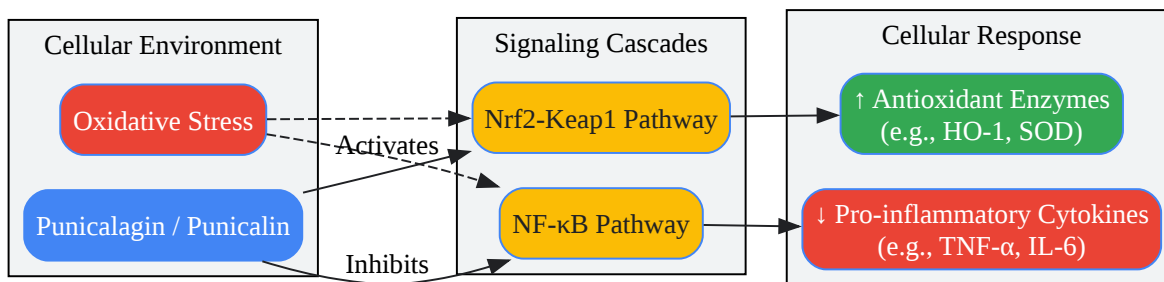 Cellular Environment
Oxidative Stress
Punicalagin / Punicalin
Activates
Inhibits
Signaling Cascades
Nrf2-Keap1 Pathway
NF-κB Pathway
Cellular Response
↑ Antioxidant Enzymes
(e.g., HO-1, SOD)
↓ Pro-inflammatory Cytokines
(e.g., TNF-α, IL-6)